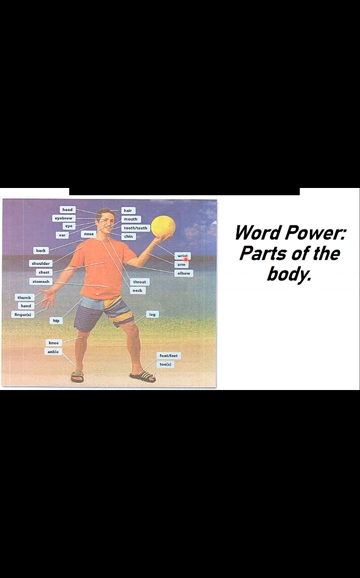 head
eyebrow
eye
ear
nose
hair
mouth
tooth/teeth
chin
back
shoulder
chest
stomach
thumb
hand
finger(s)
hip
knee
ankle
wrist
arm
elbow
throat
neck
leg
foot/feet
toe(s)
Word Power:
Parts of the
body.